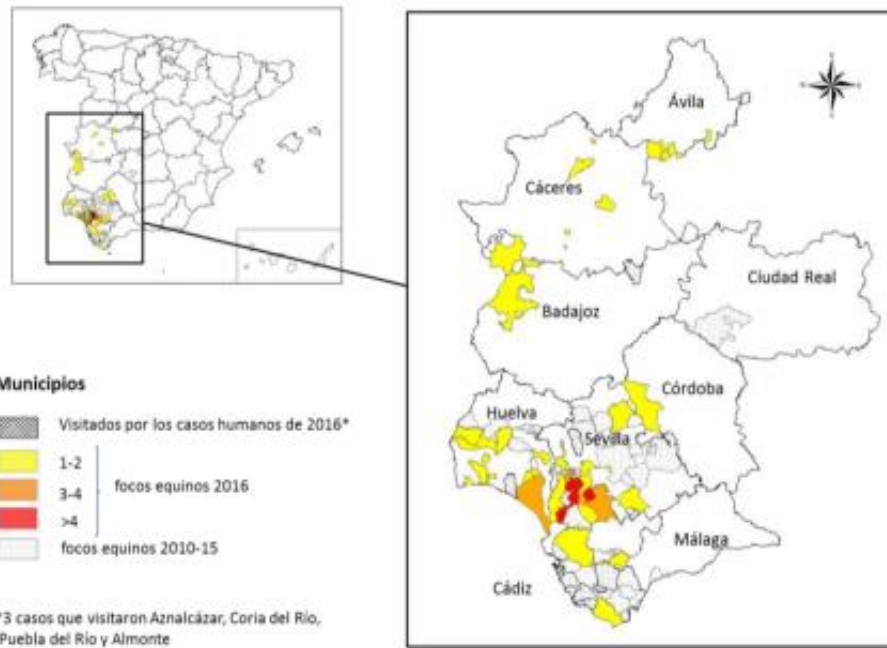 Ávila
Cáceres
Ciudad Real
Badajoz
Córdoba
Huelva
Sevilla
Málaga
Cádiz
Municipios
Visitados por los casos humanos de 2016*
1-2
3-4
>4
focos equinos 2016
focos equinos 2010-15
*3 casos que visitaron Aznalcázar, Coria del Río,
Puebla del Río y Almonte